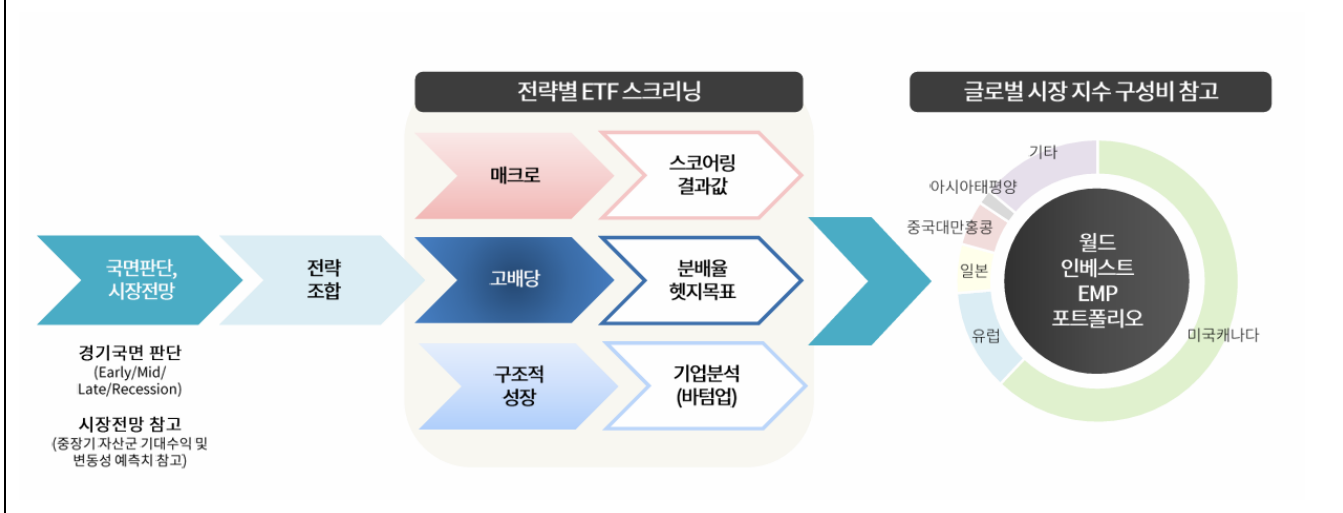 전략별 ETF 스크리닝
글로벌 시장 지수 구성비 참고
국면판단,
시장전망
전략
조합
매크로
스코어링
결과값
고배당
분배율
헷지목표
구조적
성장
기업분석
(바텀업)
경기국면 판단
(Early/Mid/
Late/Recession)
시장전망 참고
(중장기 자산군 기대수익 및
변동성 예측치 참고)
기타
아시아태평양
중국대만홍콩
일본
유럽
미국캐나다
월드
인베스트
EMP
포트폴리오